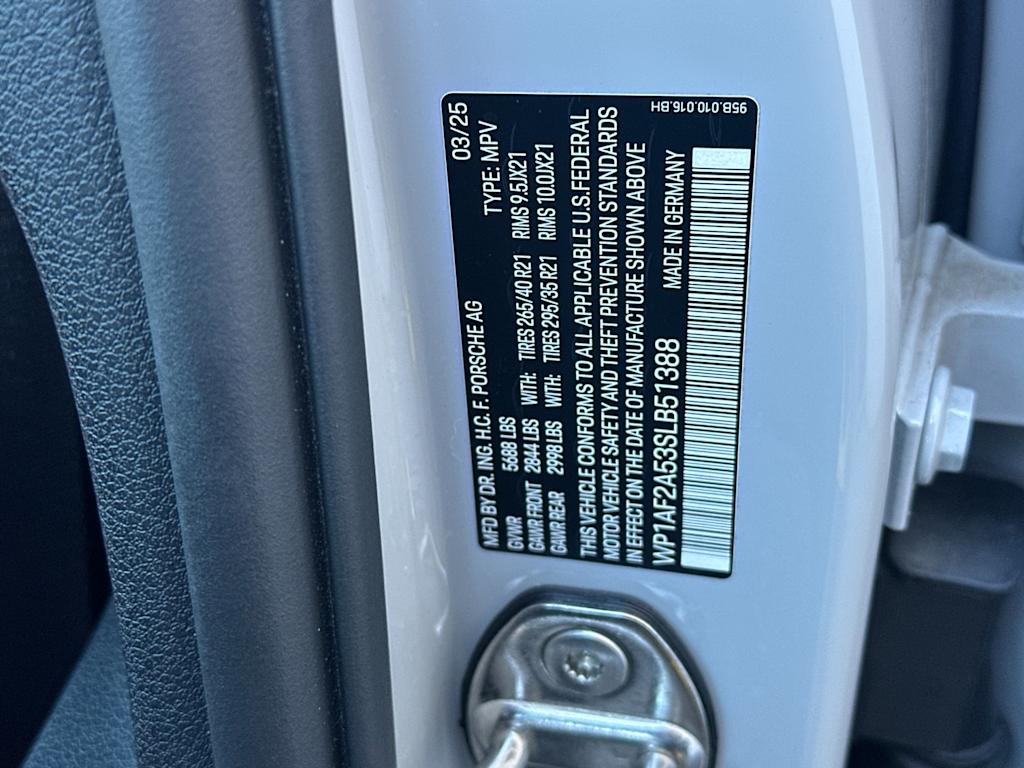 03/25
MFD BY DR. ING. H.C. F. PORSCHE AG TYPE: MPV
GVWR 5688 LBS
GAWR FRONT 2844 LBS WITH: TIRES 265/40 R21 RIMS 9.5JX21
GAWR REAR 2998 LBS WITH: TIRES 295/35 R21 RIMS 10.0JX21
THIS VEHICLE CONFORMS TO ALL APPLICABLE U.S.FEDERAL
MOTOR VEHICLE SAFETY AND THEFT PREVENTION STANDARDS
IN EFFECT ON THE DATE OF MANUFACTURE SHOWN ABOVE
WP1AF2A53SLB51388 MADE IN GERMANY
95B.010.016.BH